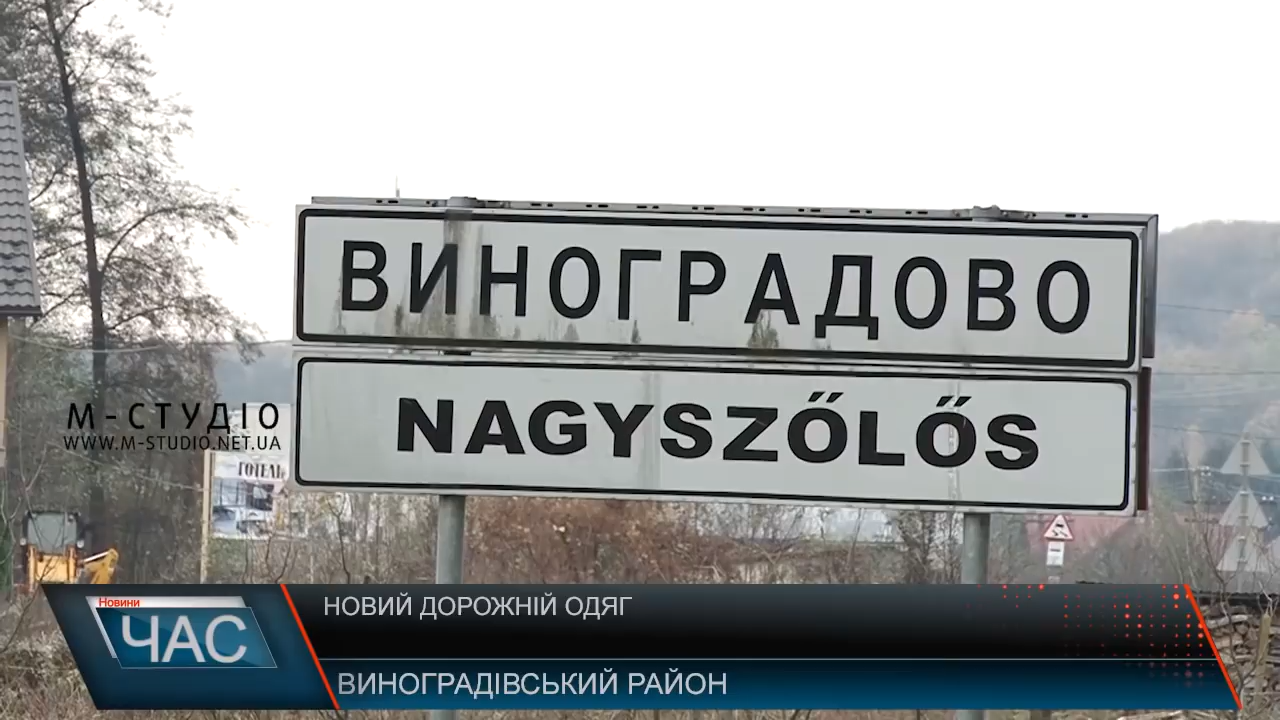 ВИНОГРАДОВО
NAGYSZŐLŐS
М-СТУДІО
WWW.M-STUDIO.NET.UA
ГОТЕЛЬ
Новини
ЧАС
НОВИЙ ДОРОЖНІЙ ОДЯГ
ВИНОГРАДІВСЬКИЙ РАЙОН